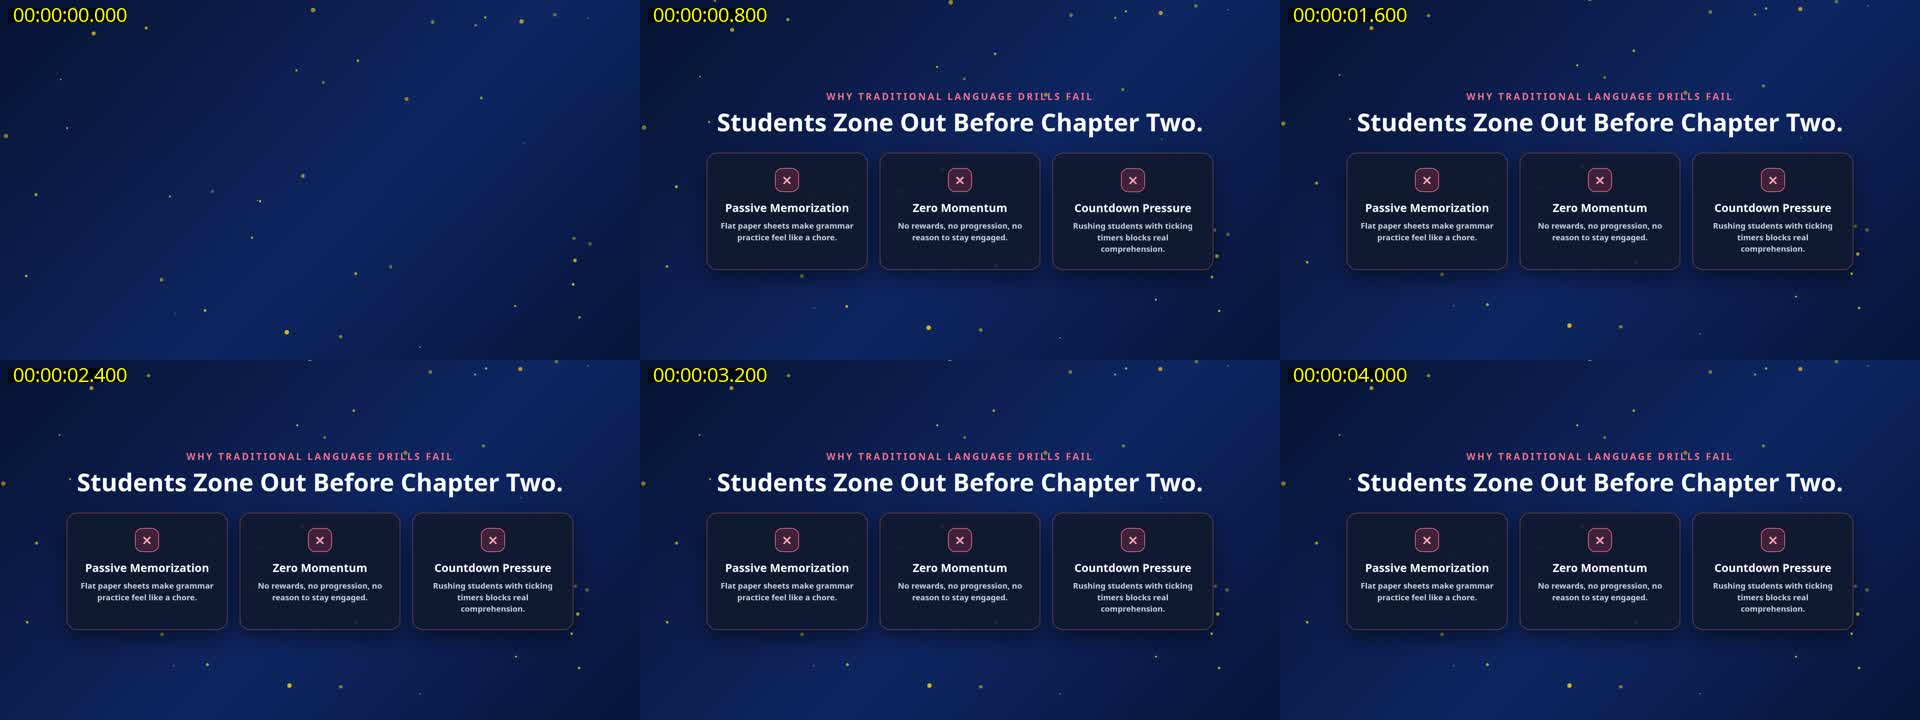 00:00:00.000
00:00:00.800
WHY TRADITIONAL LANGUAGE DRILLS FAIL
Students Zone Out Before Chapter Two.
Passive Memorization
Flat paper sheets make grammar
practice feel like a chore.
Zero Momentum
No rewards, no progression, no
reason to stay engaged.
Countdown Pressure
Rushing students with ticking
timers blocks real
comprehension.
00:00:01.600
WHY TRADITIONAL LANGUAGE DRILLS FAIL
Students Zone Out Before Chapter Two.
Passive Memorization
Flat paper sheets make grammar
practice feel like a chore.
Zero Momentum
No rewards, no progression, no
reason to stay engaged.
Countdown Pressure
Rushing students with ticking
timers blocks real
comprehension.
00:00:02.400
WHY TRADITIONAL LANGUAGE DRILLS FAIL
Students Zone Out Before Chapter Two.
Passive Memorization
Flat paper sheets make grammar
practice feel like a chore.
Zero Momentum
No rewards, no progression, no
reason to stay engaged.
Countdown Pressure
Rushing students with ticking
timers blocks real
comprehension.
00:00:03.200
WHY TRADITIONAL LANGUAGE DRILLS FAIL
Students Zone Out Before Chapter Two.
Passive Memorization
Flat paper sheets make grammar
practice feel like a chore.
Zero Momentum
No rewards, no progression, no
reason to stay engaged.
Countdown Pressure
Rushing students with ticking
timers blocks real
comprehension.
00:00:04.000
WHY TRADITIONAL LANGUAGE DRILLS FAIL
Students Zone Out Before Chapter Two.
Passive Memorization
Flat paper sheets make grammar
practice feel like a chore.
Zero Momentum
No rewards, no progression, no
reason to stay engaged.
Countdown Pressure
Rushing students with ticking
timers blocks real
comprehension.